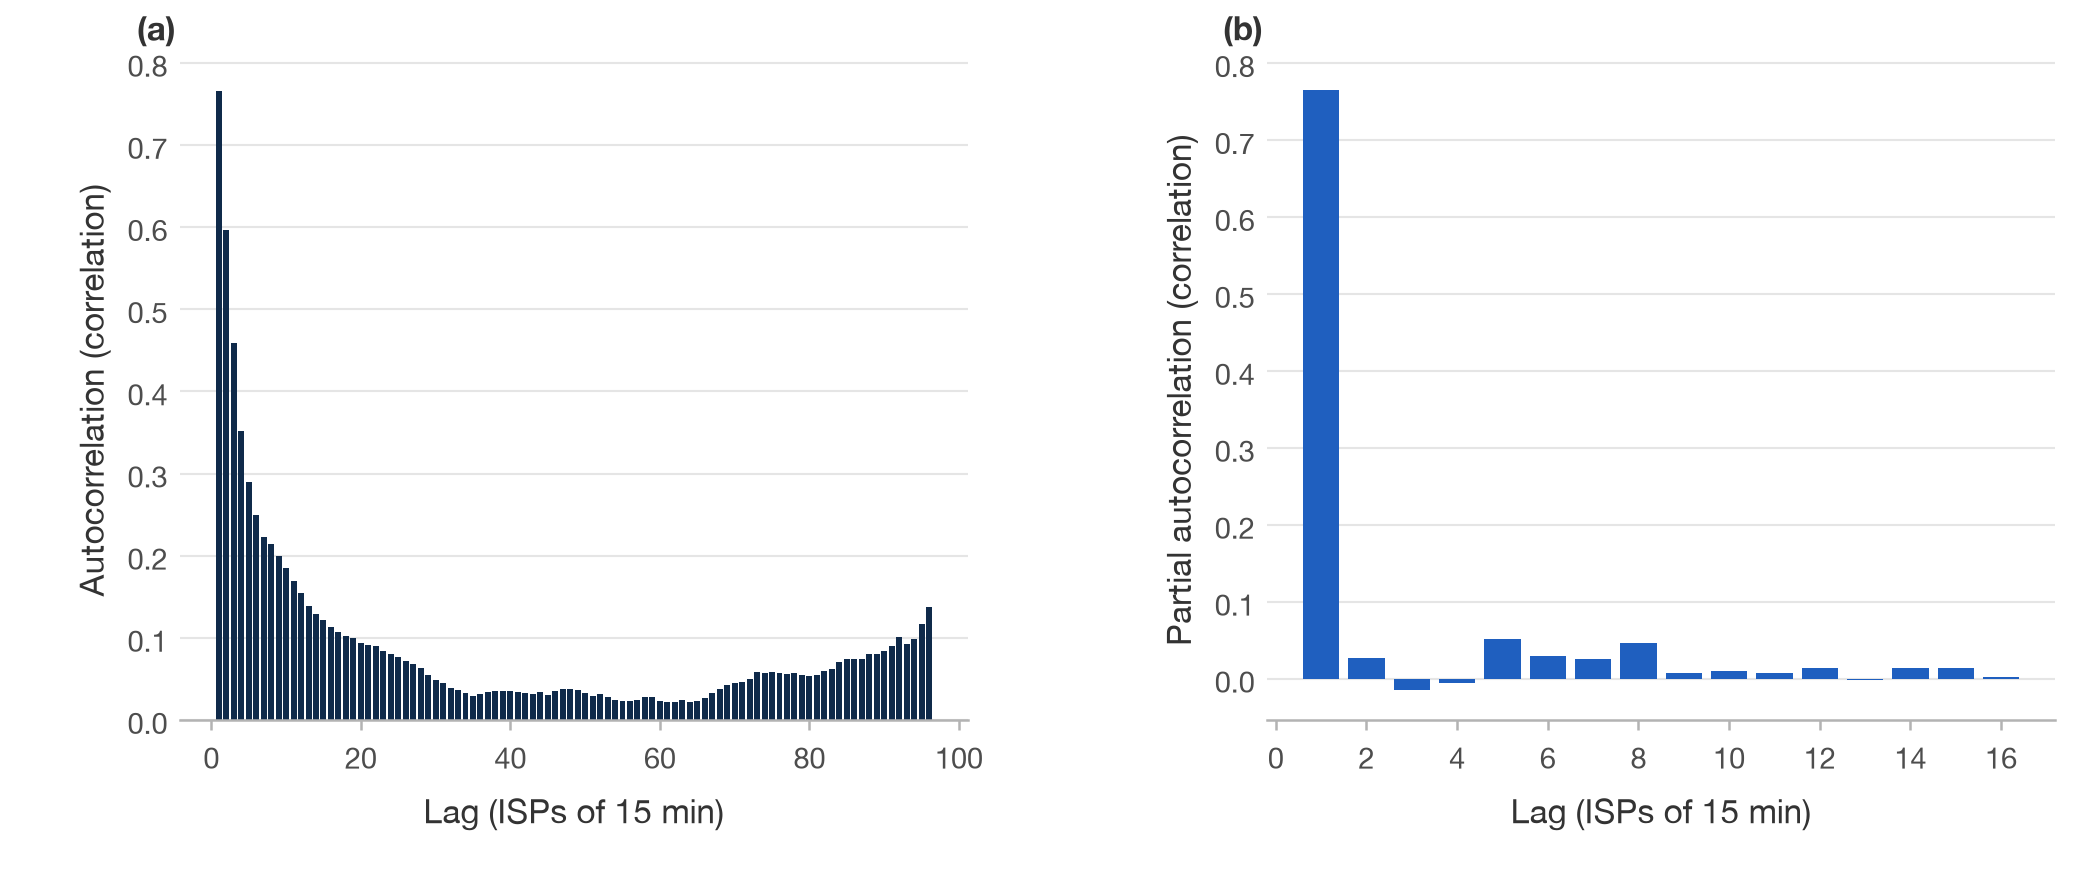 (a)
0.8
0.7
0.6
0.5
0.4
0.3
0.2
0.1
0.0
Autocorrelation (correlation)
0 20 40 60 80 100
Lag (ISPs of 15 min)
(b)
0.8
0.7
0.6
0.5
0.4
0.3
0.2
0.1
0.0
Partial autocorrelation (correlation)
0 2 4 6 8 10 12 14 16
Lag (ISPs of 15 min)